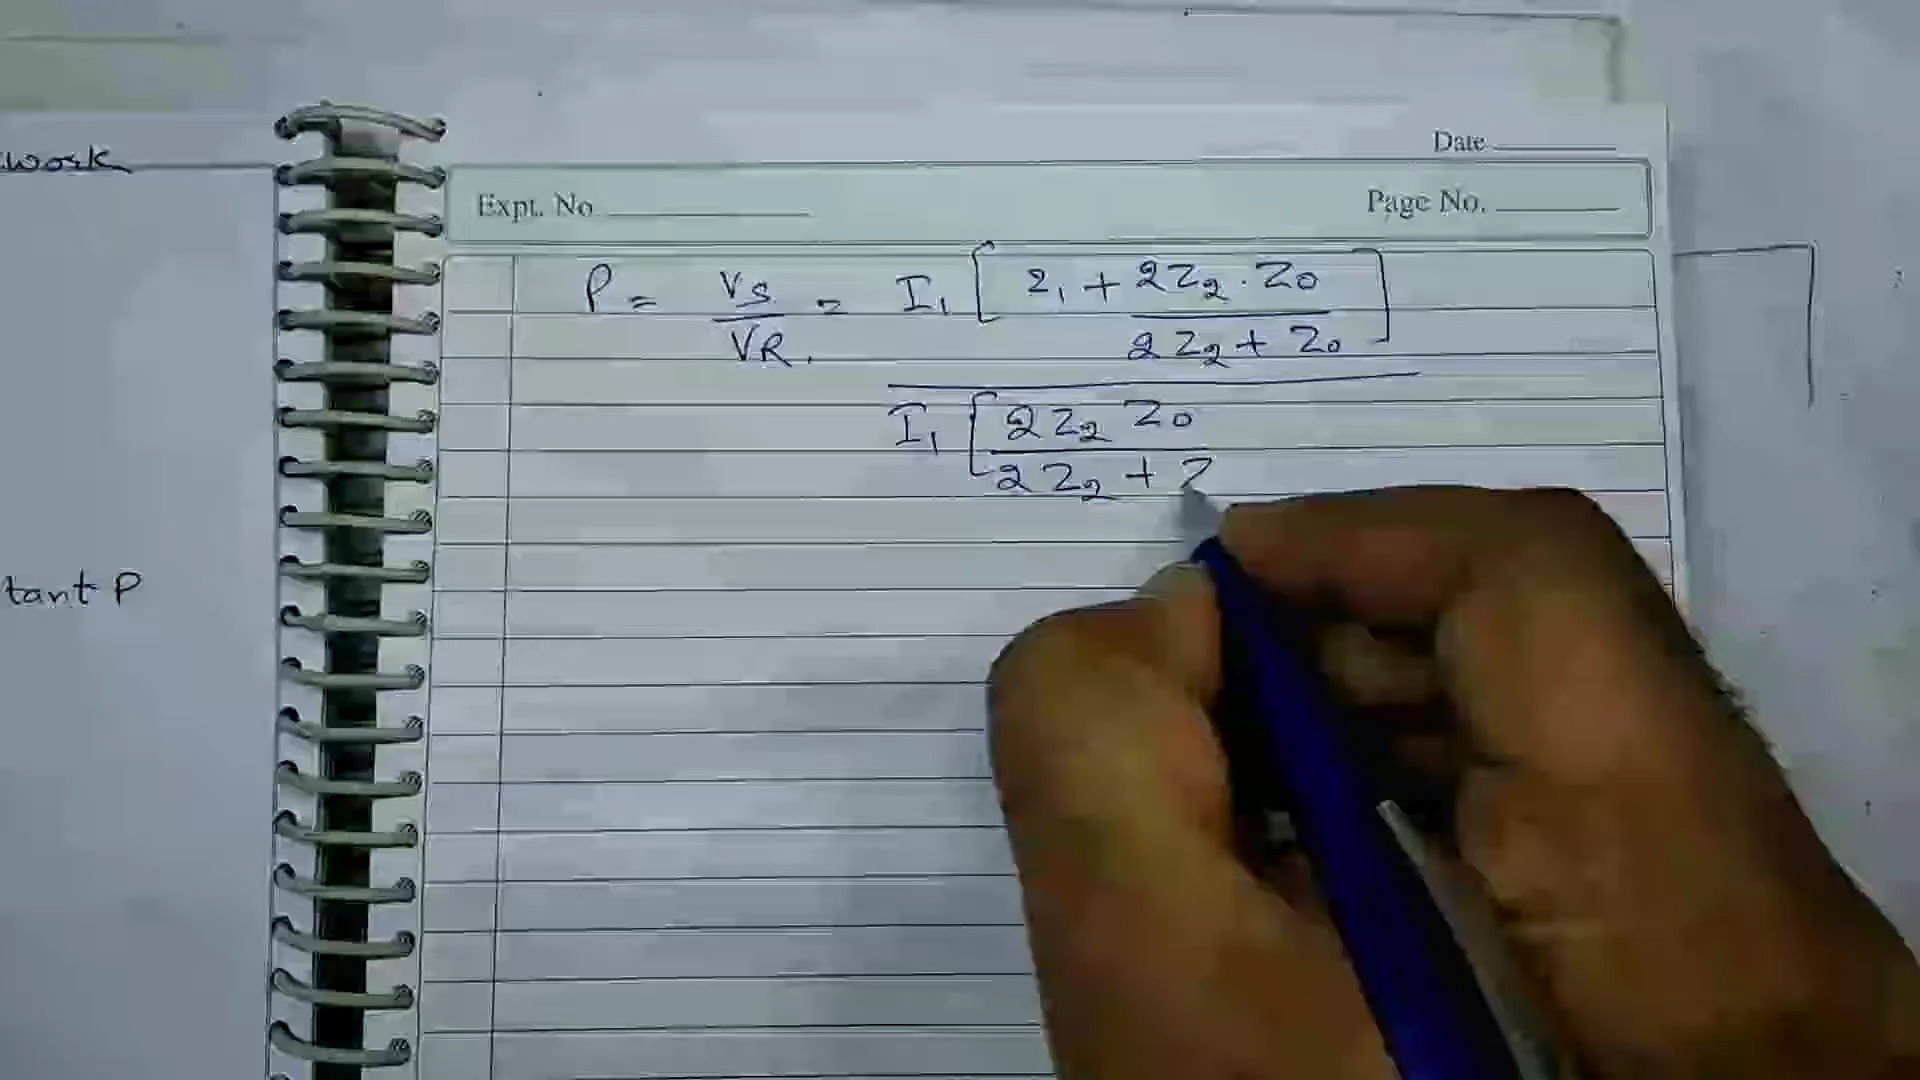 work
Date
Expt. No.
Page No.
P = VS / VR. = I₁ [ Z₁ + 2Z₂ . Z0 / 2Z₂ + Z0 ]
I₁ [ 2Z₂ Z0 / 2Z₂ + Z
tant P